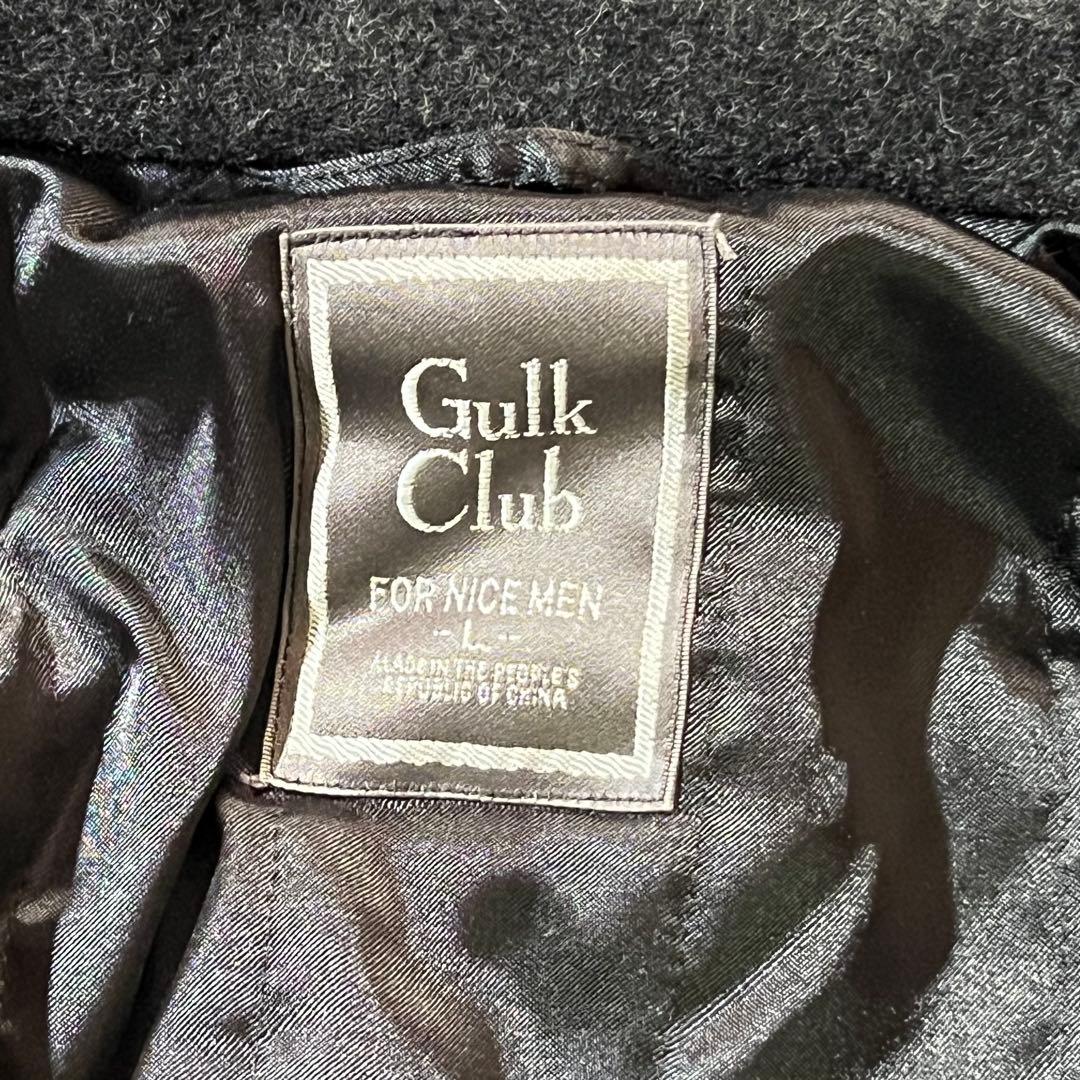 Gulk
Club
FOR NICE MEN
- L -
MADE IN THE PEOPLE'S
REPUBLIC OF CHINA